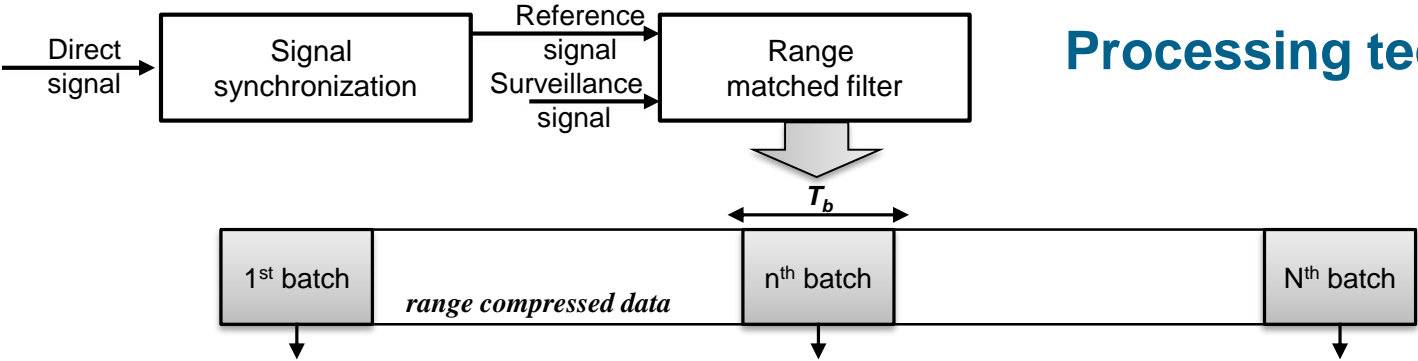 Direct
signal
Signal
synchronization
Reference
signal
Surveillance
signal
Range
matched filter
Processing
T_b
1st batch
range compressed data
nth batch
Nth batch